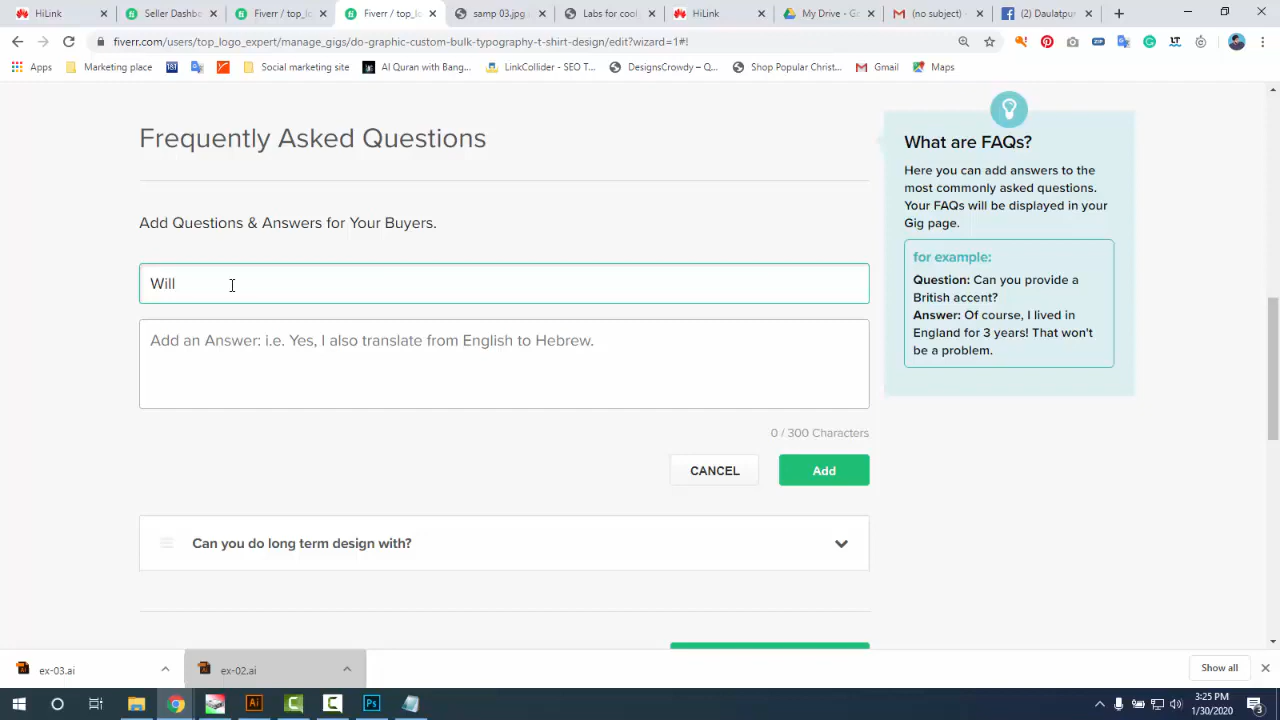 HiLink
Seller Dashb
Fiverr / top_lo
Fiverr / top_lo
samp 03.jpg
Labs for cool
HiLink
My Drive - Go
(no subject)
(2) Daulatpur
fiverr.com/users/top_logo_expert/manage_gigs/do-graphic-custom-bulk-typography-t-shirt-design/edit?wizard=1#!
Apps
Marketing place
Social marketing site
Al Quran with Bang...
LinkCollider - SEO T...
DesignsCrowdy – Q...
Shop Popular Christ...
Gmail
Maps
Frequently Asked Questions
Add Questions & Answers for Your Buyers.
Will
Add an Answer: i.e. Yes, I also translate from English to Hebrew.
0 / 300 Characters
CANCEL
Add
Can you do long term design with?
What are FAQs?
Here you can add answers to the
most commonly asked questions.
Your FAQs will be displayed in your
Gig page.
for example:
Question: Can you provide a
British accent?
Answer: Of course, I lived in
England for 3 years! That won't
be a problem.
ex-03.ai
ex-02.ai
Show all
3:25 PM
1/30/2020